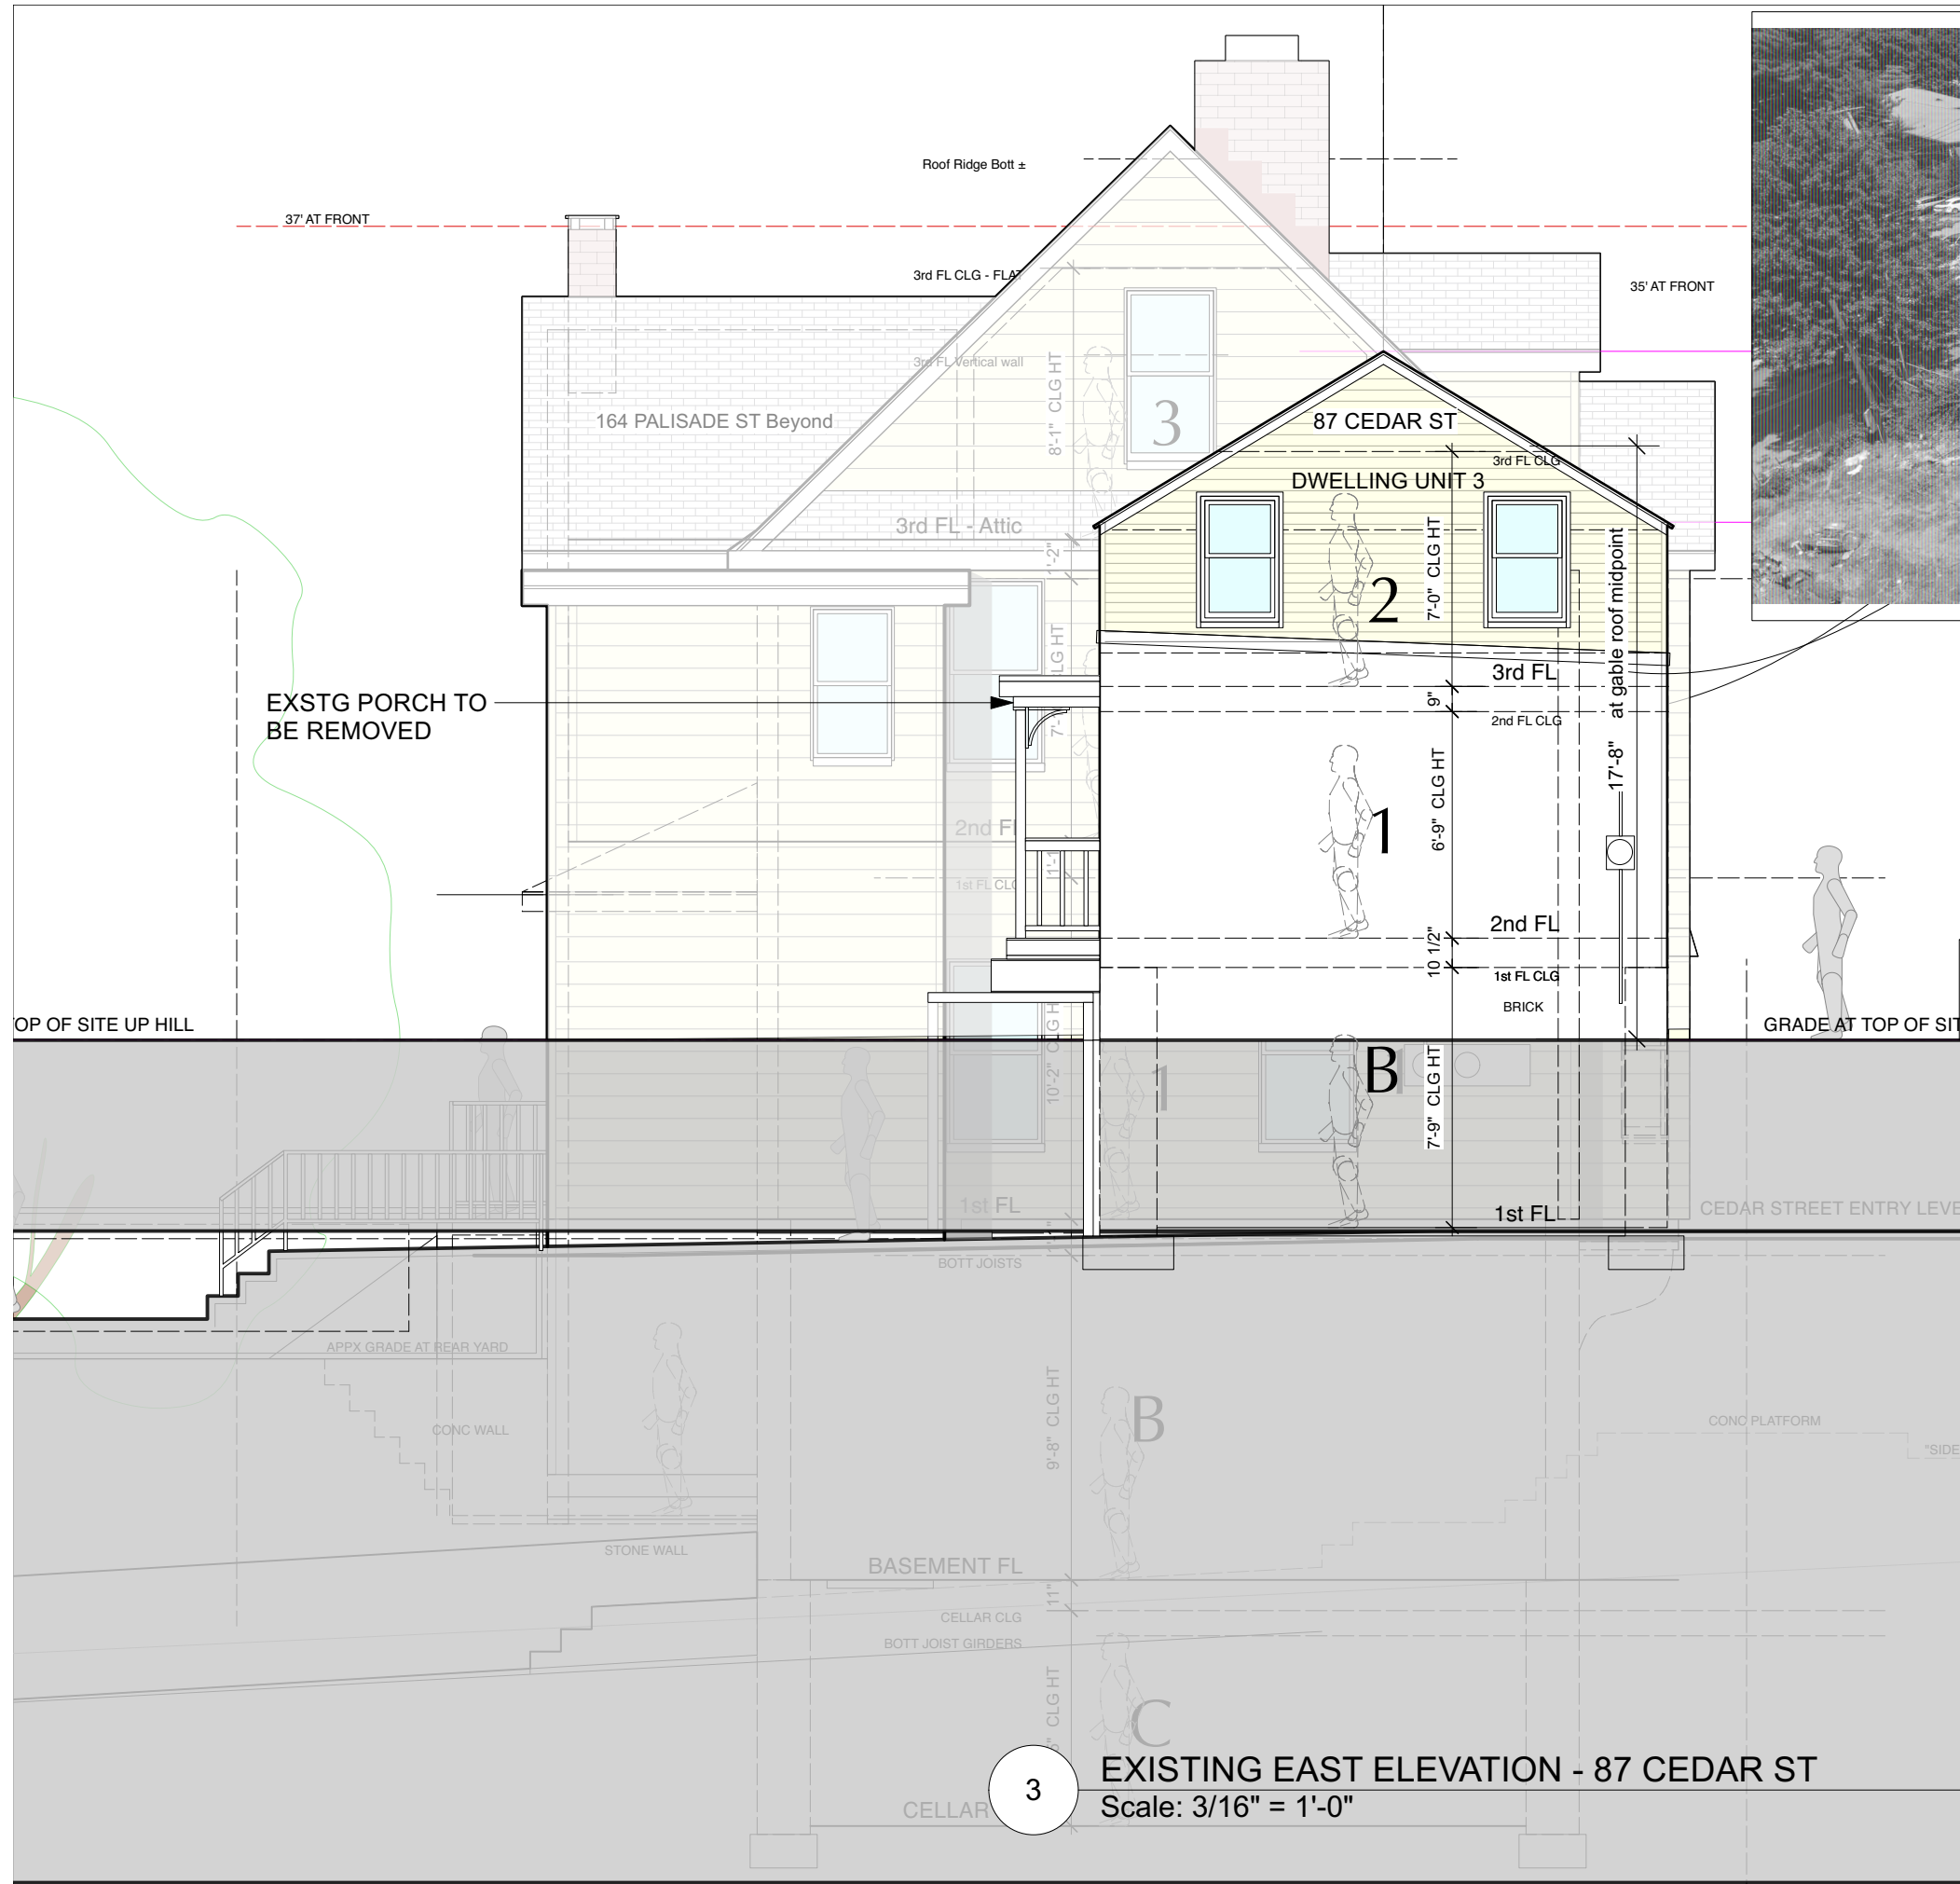 Roof Ridge Bott ±
37' AT FRONT
3rd FL CLG - FLAT
35' AT FRONT
3rd FL Vertical wall
8'-1" CLG HT
3
164 PALISADE ST Beyond
87 CEDAR ST
3rd FL CLG
DWELLING UNIT 3
3rd FL - Attic
7'-0" CLG HT
2
at gable roof midpoint
17'-8"
3rd FL
9"
2nd FL CLG
EXSTG PORCH TO
BE REMOVED
6'-9" CLG HT
1
2nd FL
2nd FL
10 1/2"
1st FL CLG
1st FL CLG
BRICK
OP OF SITE UP HILL
GRADE AT TOP OF SIT
10'-2"
1
B
7'-9" CLG HT
1st FL
1st FL
CEDAR STREET ENTRY LEVE
BOTT JOISTS
APPX GRADE AT REAR YARD
9'-8" CLG HT
B
CONC WALL
CONC PLATFORM
"SIDE
STONE WALL
BASEMENT FL
11"
CELLAR CLG
BOTT JOIST GIRDERS
CLG HT
C
3
EXISTING EAST ELEVATION - 87 CEDAR ST
Scale: 3/16" = 1'-0"
CELLAR